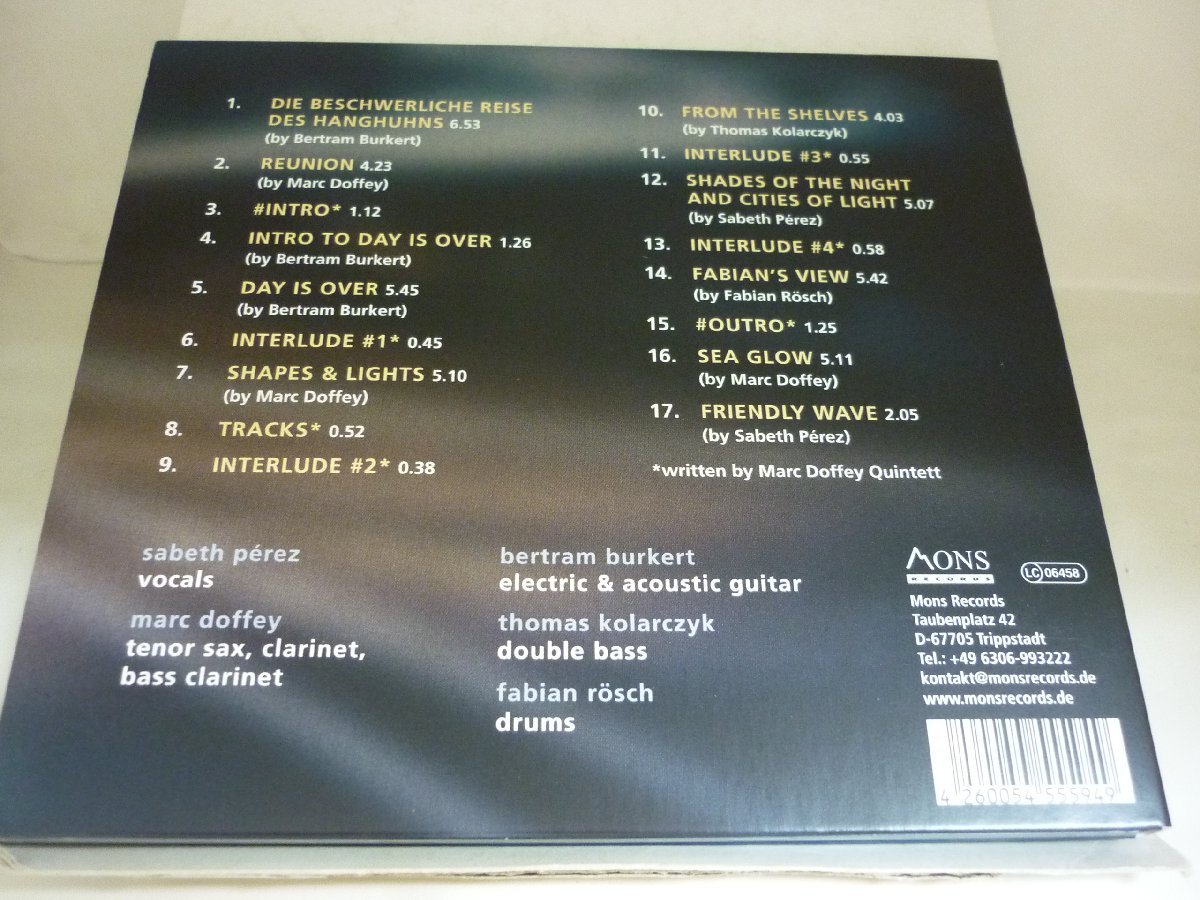 1. DIE BESCHWERLICHE REISE
DES HANGHUHNS 6.53
(by Bertram Burkert)
2. REUNION 4.23
(by Marc Doffey)
3. #INTRO* 1.12
4. INTRO TO DAY IS OVER 1.26
(by Bertram Burkert)
5. DAY IS OVER 5.45
(by Bertram Burkert)
6. INTERLUDE #1* 0.45
7. SHAPES & LIGHTS 5.10
(by Marc Doffey)
8. TRACKS* 0.52
9. INTERLUDE #2* 0.38
10. FROM THE SHELVES 4.03
(by Thomas Kolarczyk)
11. INTERLUDE #3* 0.55
12. SHADES OF THE NIGHT
AND CITIES OF LIGHT 5.07
(by Sabeth Pérez)
13. INTERLUDE #4* 0.58
14. FABIAN'S VIEW 5.42
(by Fabian Rösch)
15. #OUTRO* 1.25
16. SEA GLOW 5.11
(by Marc Doffey)
17. FRIENDLY WAVE 2.05
(by Sabeth Pérez)
*written by Marc Doffey Quintett
sabeth pérez
vocals
marc doffey
tenor sax, clarinet,
bass clarinet
bertram burkert
electric & acoustic guitar
thomas kolarczyk
double bass
fabian rösch
drums
MONS
RECORDS
LC 06458
Mons Records
Taubenplatz 42
D-67705 Trippstadt
Tel.: +49 6306-993222
kontakt@monsrecords.de
www.monsrecords.de
4 260054 555949